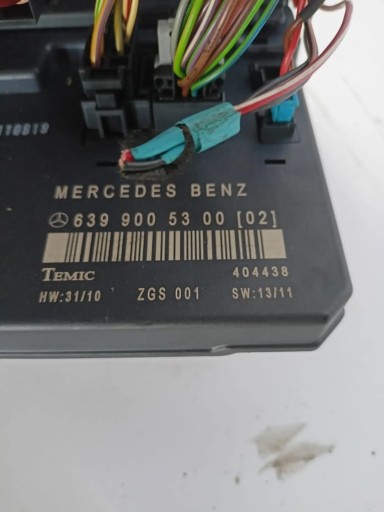 MERCEDES BENZ
639 900 53 00 [02]
TEMIC 404438
HW:31/10 ZGS 001 SW:13/11